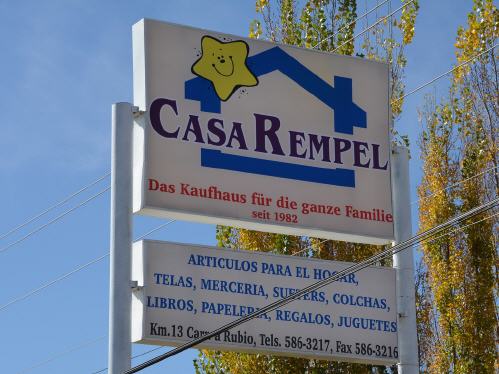 CASA REMPEL
Das Kaufhaus für die ganze Familie
seit 1982
ARTICULOS PARA EL HOGAR,
TELAS, MERCERIA, SUETERS, COLCHAS,
LIBROS, PAPELERIA, REGALOS, JUGUETES
Km.13 Carr. a Rubio, Tels. 586-3217, Fax 586-3216